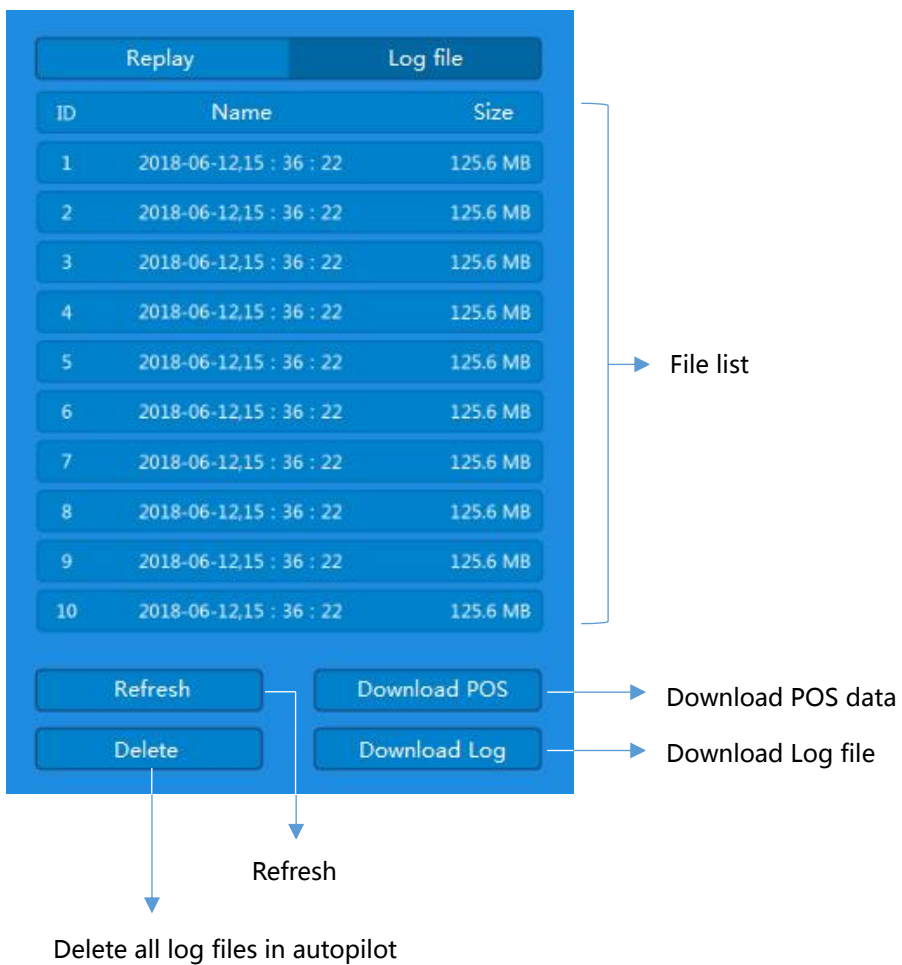 Replay Log file
ID Name Size
1 2018-06-12,15 : 36 : 22 125.6 MB
2 2018-06-12,15 : 36 : 22 125.6 MB
3 2018-06-12,15 : 36 : 22 125.6 MB
4 2018-06-12,15 : 36 : 22 125.6 MB
5 2018-06-12,15 : 36 : 22 125.6 MB
File list
6 2018-06-12,15 : 36 : 22 125.6 MB
7 2018-06-12,15 : 36 : 22 125.6 MB
8 2018-06-12,15 : 36 : 22 125.6 MB
9 2018-06-12,15 : 36 : 22 125.6 MB
10 2018-06-12,15 : 36 : 22 125.6 MB
Refresh Download POS
Download POS data
Delete Download Log
Download Log file
Refresh
Delete all log files in autopilot